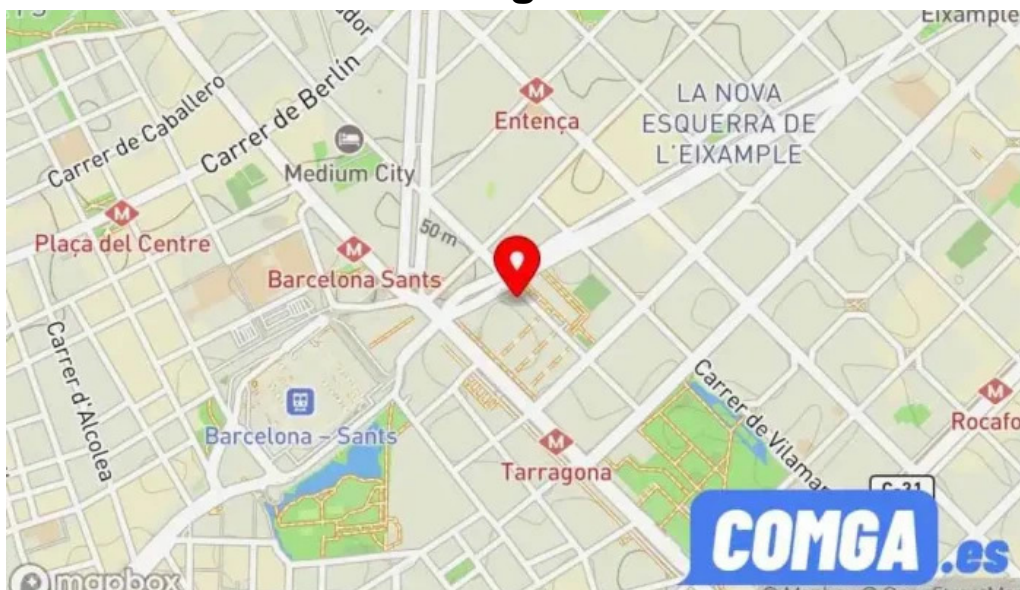 Eixample
Carrer de Berlín
Carrer de Caballero
Entença
LA NOVA
ESQUERRA DE
L'EIXAMPLE
Medium City
Plaça del Centre
50 m
Barcelona Sants
Carrer d'Alcolea
Barcelona – Sants
Tarragona
Carrer de Vilamar
Rocafo
C-31
COMGA.es
mapbox